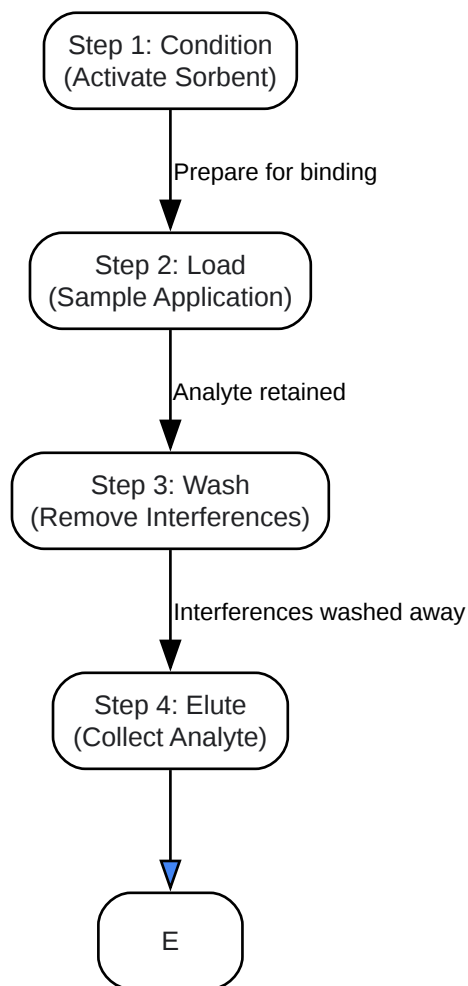 Step 1: Condition
(Activate Sorbent)
Prepare for binding
Step 2: Load
(Sample Application)
Analyte retained
Step 3: Wash
(Remove Interferences)
Interferences washed away
Step 4: Elute
(Collect Analyte)
E